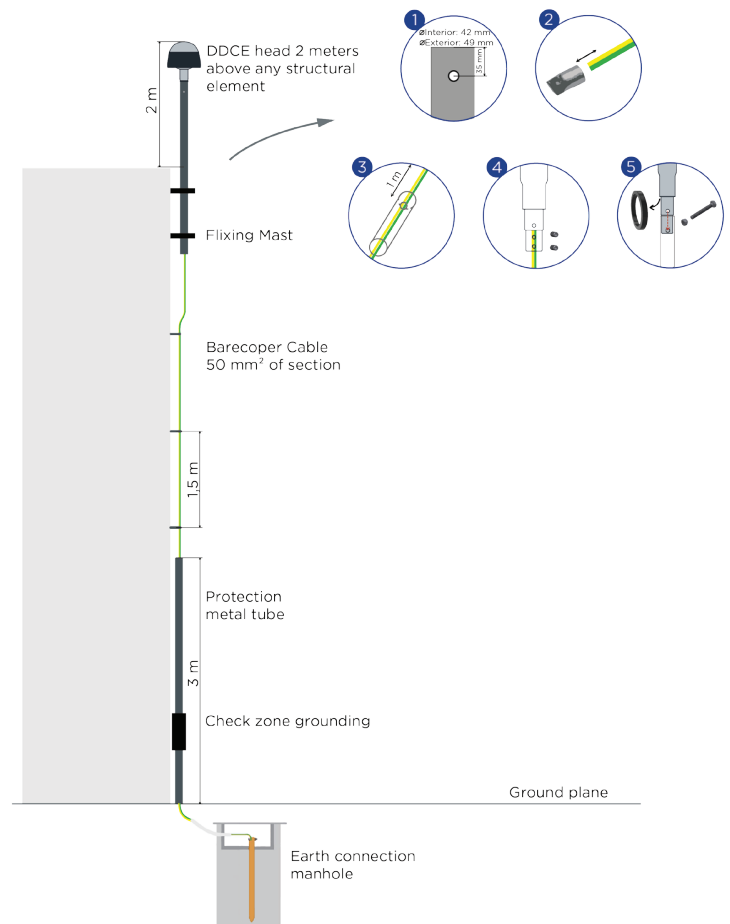 DDCE head 2 meters
above any structural
element
2 m
1
øInterior: 42 mm
øExterior: 49 mm
35 mm
2
3
1 m
4
5
Flixing Mast
Barecoper Cable
50 mm² of section
1,5 m
Protection
metal tube
3 m
Check zone grounding
Ground plane
Earth connection
manhole